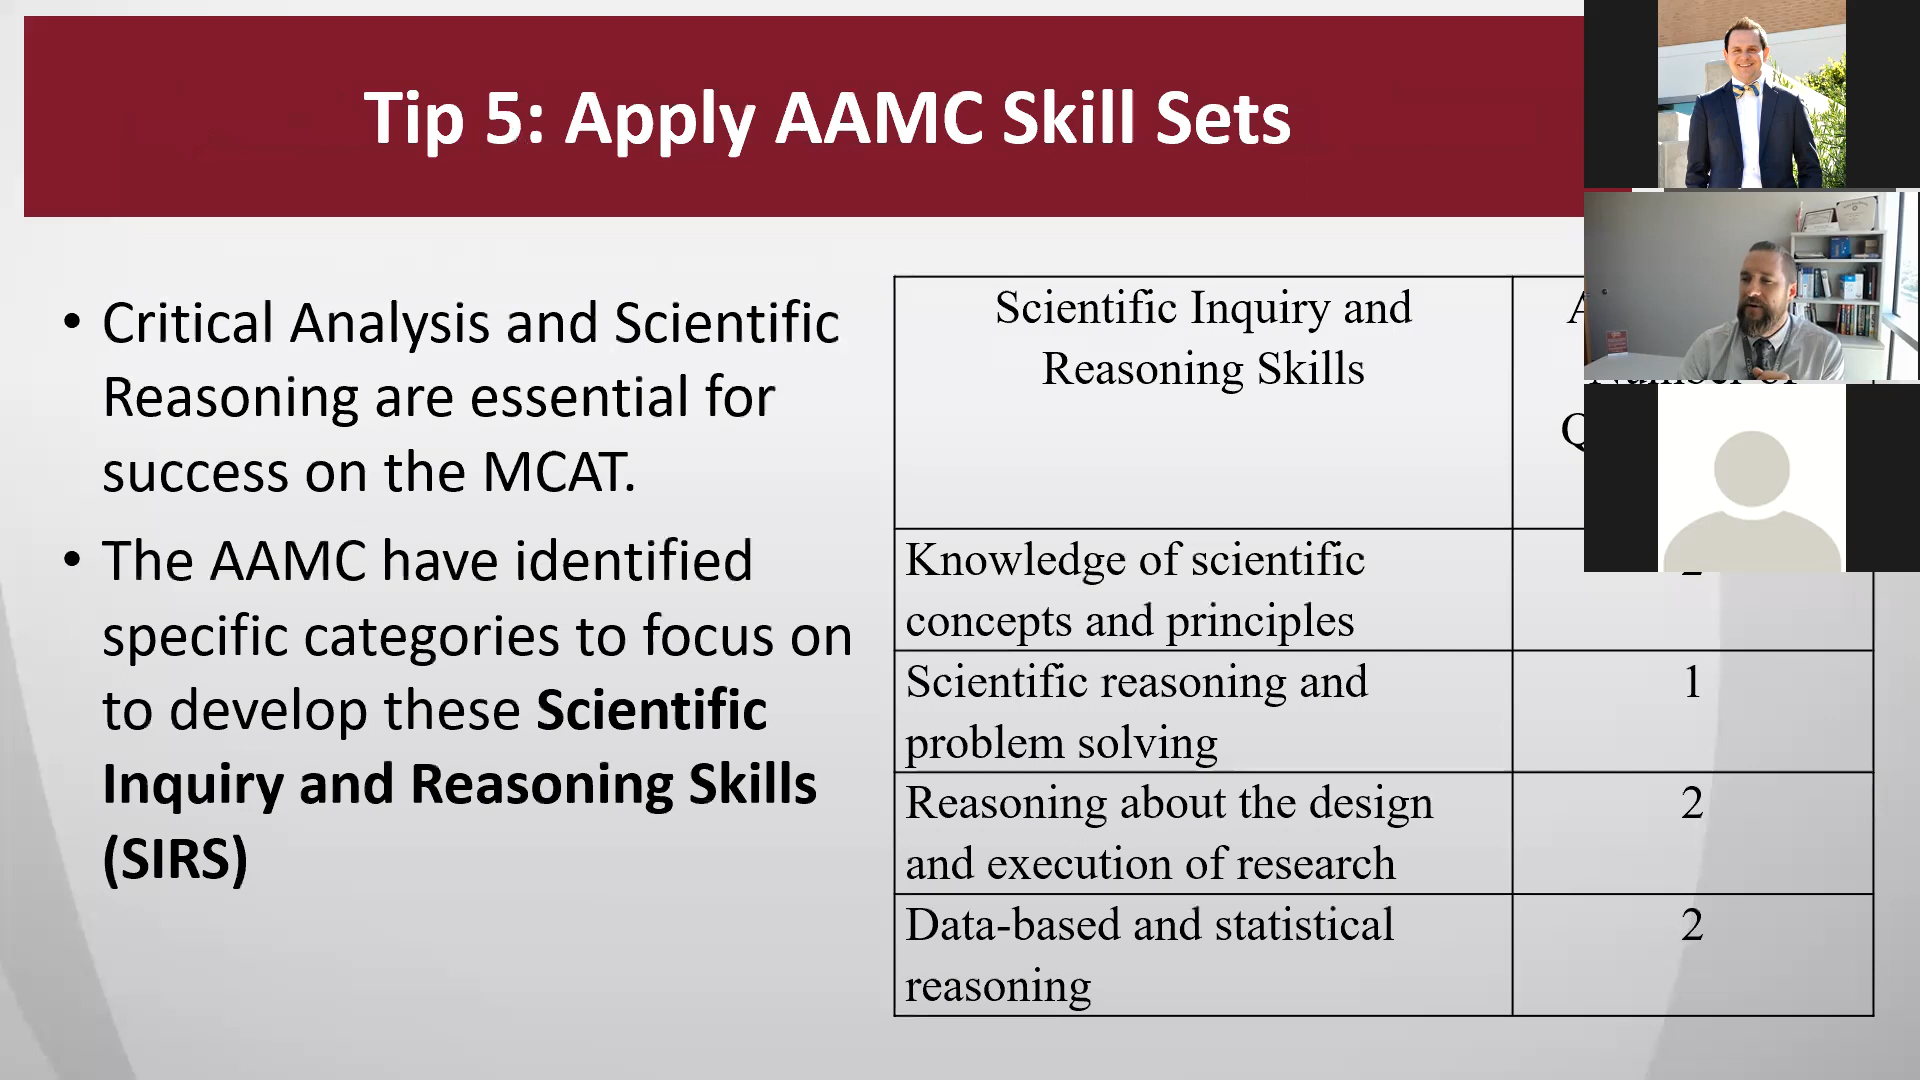 Tip 5: Apply AAMC Skill Sets
• Critical Analysis and Scientific
Reasoning are essential for
success on the MCAT.
• The AAMC have identified
specific categories to focus on
to develop these Scientific
Inquiry and Reasoning Skills
(SIRS)
Scientific Inquiry and
Reasoning Skills
Number of
Knowledge of scientific
concepts and principles
Scientific reasoning and
problem solving
1
Reasoning about the design
and execution of research
2
Data-based and statistical
reasoning
2